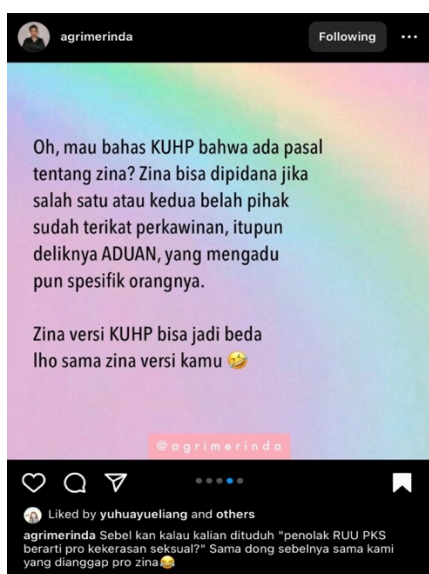 agrimerinda
Following
Oh, mau bahas KUHP bahwa ada pasal
tentang zina? Zina bisa dipidana jika
salah satu atau kedua belah pihak
sudah terikat perkawinan, itupun
deliknya ADUAN, yang mengadu
pun spesifik orangnya.
Zina versi KUHP bisa jadi beda
lho sama zina versi kamu 🤣
@agrimerinda
Liked by yuhuayueliang and others
agrimerinda Sebel kan kalau kalian dituduh "penolak RUU PKS
berarti pro kekerasan seksual?" Sama dong sebelnya sama kami
yang dianggap pro zina😂